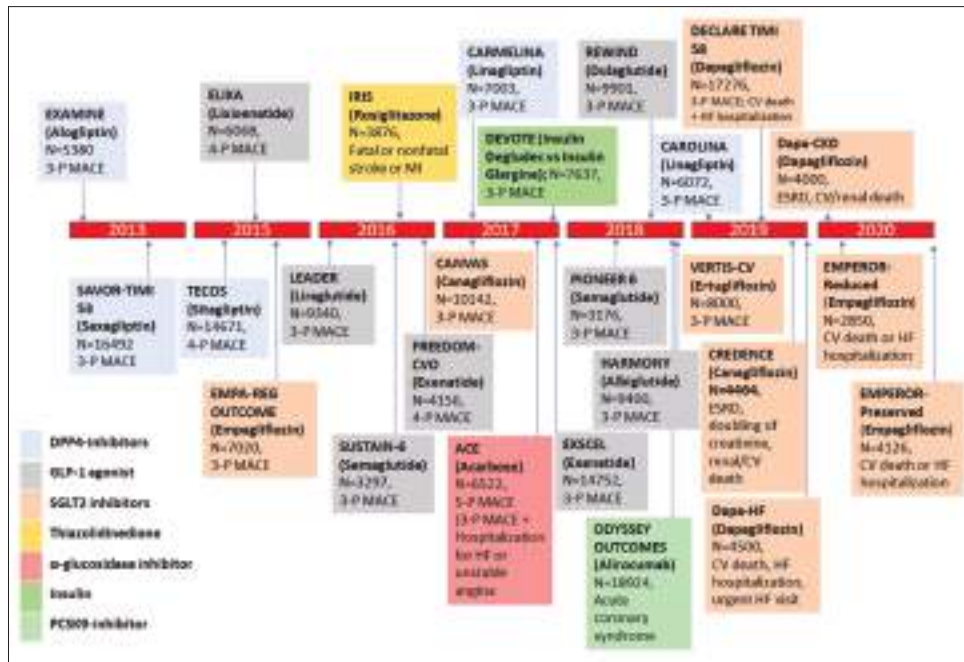 EXAMINE
(Alogliptin)
N=5380
3-P MACE
ELIXA
(Lixisenatide)
N=6068,
4-P MACE
IRIS
(Rosiglitazone)
N=3876,
Fatal or nonfatal
stroke or MI
CARMELINA
(Linagliptin)
N=7003,
3-P MACE
DEVOTE (Insulin
Degludec vs Insulin
Glargine); N=7637,
3-P MACE
REWIND
(Dulaglutide)
N=9901,
3-P MACE
CAROLINA
(Linagliptin)
N=6072,
3-P MACE
DECLARE TIMI
58
(Dapagliflozin)
N=17276,
3-P MACE; CV death
+ HF hospitalization
Dapa-CKD
(Dapagliflozin)
N=4000,
ESRD, CV/renal death
2013
2015
2016
2017
2018
2019
2020
SAVOR-TIMI
53
(Saxagliptin)
N=16492
3-P MACE
TECOS
(Sitagliptin)
N=14671,
4-P MACE
EMPA-REG
OUTCOME
(Empagliflozin)
N=7020,
3-P MACE
LEADER
(Liraglutide)
N=9340,
3-P MACE
SUSTAIN-6
(Semaglutide)
N=3297,
3-P MACE
FREEDOM-
CVO
(Exenatide)
N=4156,
4-P MACE
CANVAS
(Canagliflozin)
N=10142,
3-P MACE
ACE
(Acarbose)
N=6522,
5-P MACE
(3-P MACE +
Hospitalization
for HF or
unstable
angina
EXSCEL
(Exenatide)
N=14752,
3-P MACE
PIONEER 6
(Semaglutide)
N=3176,
3-P MACE
HARMONY
(Albiglutide)
N=9400,
3-P MACE
ODYSSEY
OUTCOMES
(Alirocumab)
N=18924,
Acute
coronary
syndrome
VERTIS-CV
(Ertugliflozin)
N=8000,
3-P MACE
CREDENCE
(Canagliflozin)
N=4464,
ESRD,
doubling of
creatinine,
renal/CV
death
Dapa-HF
(Dapagliflozin)
N=4500,
CV death, HF
hospitalization,
urgent HF visit
EMPEROR-
Reduced
(Empagliflozin)
N=2850,
CV death or HF
hospitalization
EMPEROR-
Preserved
(Empagliflozin)
N=4126,
CV death or HF
hospitalization
DPP4-inhibitors
GLP-1 agonist
SGLT2 inhibitors
Thiazolidinedione
α-glucosidase inhibitor
Insulin
PCSK9-inhibitor